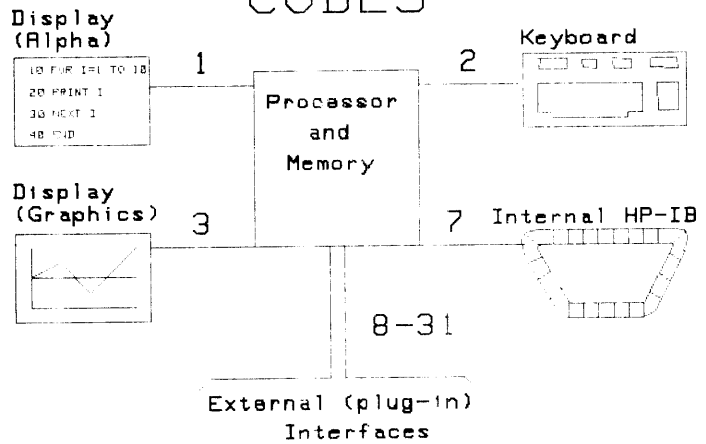 CODES
Display
(Alpha)
10 FOR I=1 TO 10
20 PRINT I
30 NEXT I
40 END
1
2
Keyboard
Processor
and
Memory
Display
(Graphics)
3
7
Internal HP-IB
8-31
External (plug-in)
Interfaces